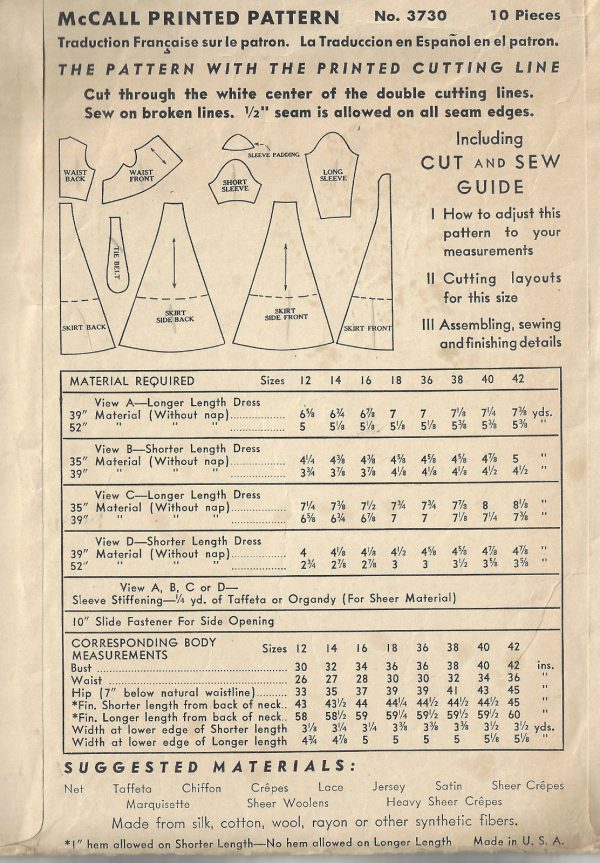 McCALL PRINTED PATTERN No. 3730 10 Pieces
Traduction Française sur le patron. La Traduccion en Español en el patron.
THE PATTERN WITH THE PRINTED CUTTING LINE
Cut through the white center of the double cutting lines.
Sew on broken lines. ½" seam is allowed on all seam edges.
WAIST BACK
WAIST FRONT
SLEEVE PADDING
SHORT SLEEVE
LONG SLEEVE
TIE BELT
SKIRT BACK
SKIRT SIDE BACK
SKIRT SIDE FRONT
SKIRT FRONT
Including
CUT AND SEW
GUIDE
I How to adjust this
pattern to your
measurements
II Cutting layouts
for this size
III Assembling, sewing
and finishing details
MATERIAL REQUIRED Sizes 12 14 16 18 36 38 40 42
View A—Longer Length Dress
39" Material (Without nap) 6⅝ 6¾ 6⅞ 7 7 7⅛ 7¼ 7⅜ yds.
52" " " " 5 5⅛ 5⅛ 5⅛ 5⅛ 5⅜ 5⅜ 5⅜ "
View B—Shorter Length Dress
35" Material (Without nap) 4¼ 4⅜ 4⅜ 4⅝ 4⅝ 4⅝ 4⅞ 5 "
39" " " " 3¾ 3⅞ 3⅞ 4⅛ 4⅛ 4⅛ 4½ 4½ "
View C—Longer Length Dress
35" Material (Without nap) 7¼ 7⅜ 7½ 7¾ 7¾ 7⅞ 8 8⅛ "
39" " " " 6⅝ 6¾ 6⅞ 7 7 7⅛ 7¼ 7⅜ "
View D—Shorter Length Dress
39" Material (Without nap) 4 4⅛ 4⅛ 4½ 4⅝ 4⅝ 4⅞ 4⅞ "
52" " " " 2¾ 2⅞ 2⅞ 3 3 3½ 3⅝ 3⅝ "
View A, B, C or D—
Sleeve Stiffening—¼ yd. of Taffeta or Organdy (For Sheer Material)
10" Slide Fastener For Side Opening
CORRESPONDING BODY MEASUREMENTS Sizes 12 14 16 18 36 38 40 42
Bust 30 32 34 36 36 38 40 42 ins.
Waist 26 27 28 30 30 32 34 36 "
Hip (7" below natural waistline) 33 35 37 39 39 41 43 45 "
*Fin. Shorter length from back of neck 43 43½ 44 44¼ 44½ 44½ 44½ 45 "
*Fin. Longer length from back of neck 58 58½ 59 59¼ 59½ 59½ 59½ 60 "
Width at lower edge of Shorter length 3⅛ 3¼ 3¼ 3⅜ 3⅜ 3⅜ 3½ 3½ yds.
Width at lower edge of Longer length 4¾ 4⅞ 5 5 5 5 5⅛ 5⅛ "
SUGGESTED MATERIALS:
Net Taffeta Chiffon Crêpes Lace Jersey Satin Sheer Crêpes
Marquisette Sheer Woolens Heavy Sheer Crêpes
Made from silk, cotton, wool, rayon or other synthetic fibers.
*1" hem allowed on Shorter Length—No hem allowed on Longer Length Made in U. S. A.